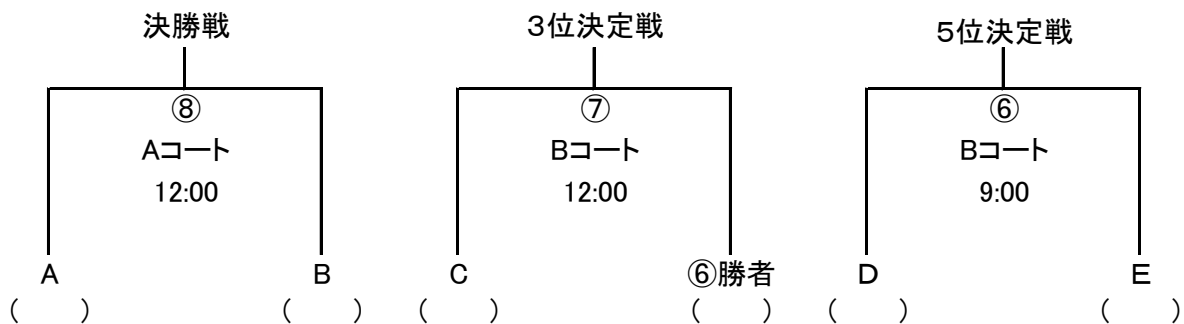 決勝戦 3位決定戦 5位決定戦
⑧ ⑦ ⑥
Aコート Bコート Bコート
12:00 12:00 9:00
A B C ⑥勝者 D E
(　　) (　　) (　　) (　　) (　　) (　　)